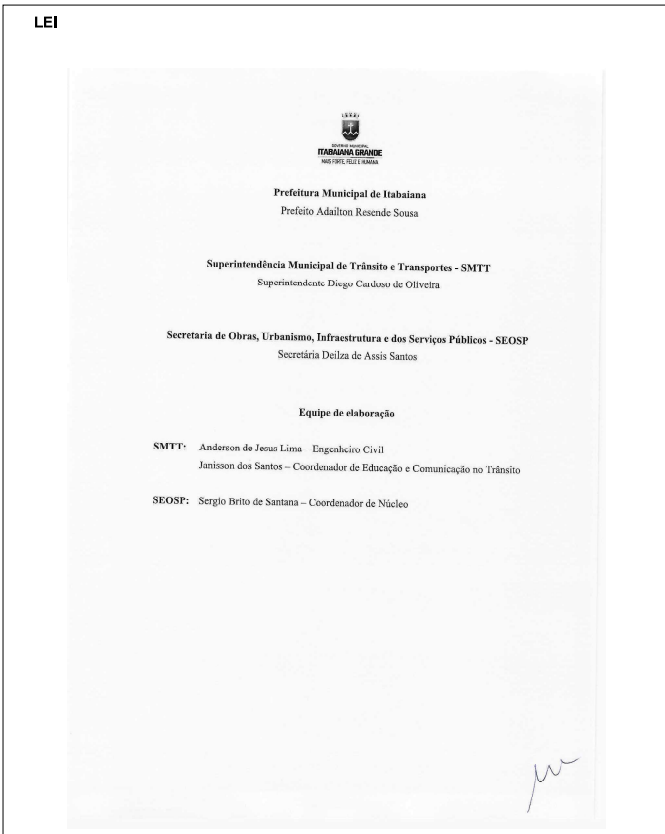 LEI
GOVERNO MUNICIPAL
ITABAIANA GRANDE
MAIS FORTE, FELIZ E HUMANA
Prefeitura Municipal de Itabaiana
Prefeito Adailton Resende Sousa
Superintendência Municipal de Trânsito e Transportes - SMTT
Superintendente Diego Cardoso de Oliveira
Secretaria de Obras, Urbanismo, Infraestrutura e dos Serviços Públicos - SEOSP
Secretária Deilza de Assis Santos
Equipe de elaboração
SMTT: Anderson de Jesus Lima – Engenheiro Civil
Janisson dos Santos – Coordenador de Educação e Comunicação no Trânsito
SEOSP: Sergio Brito de Santana – Coordenador de Núcleo